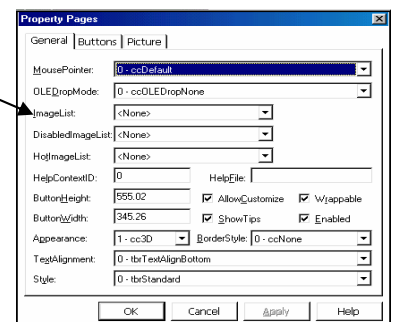 Property Pages
General Buttons Picture
MousePointer: 0 - ccDefault
OLEDropMode: 0 - ccOLEDropNone
ImageList: <None>
DisabledImageList: <None>
HotImageList: <None>
HelpContextID: 0 HelpFile:
ButtonHeight: 555.02 AllowCustomize Wrappable
ButtonWidth: 345.26 ShowTips Enabled
Appearance: 1 - cc3D BorderStyle: 0 - ccNone
TextAlignment: 0 - tbrTextAlignBottom
Style: 0 - tbrStandard
OK Cancel Apply Help